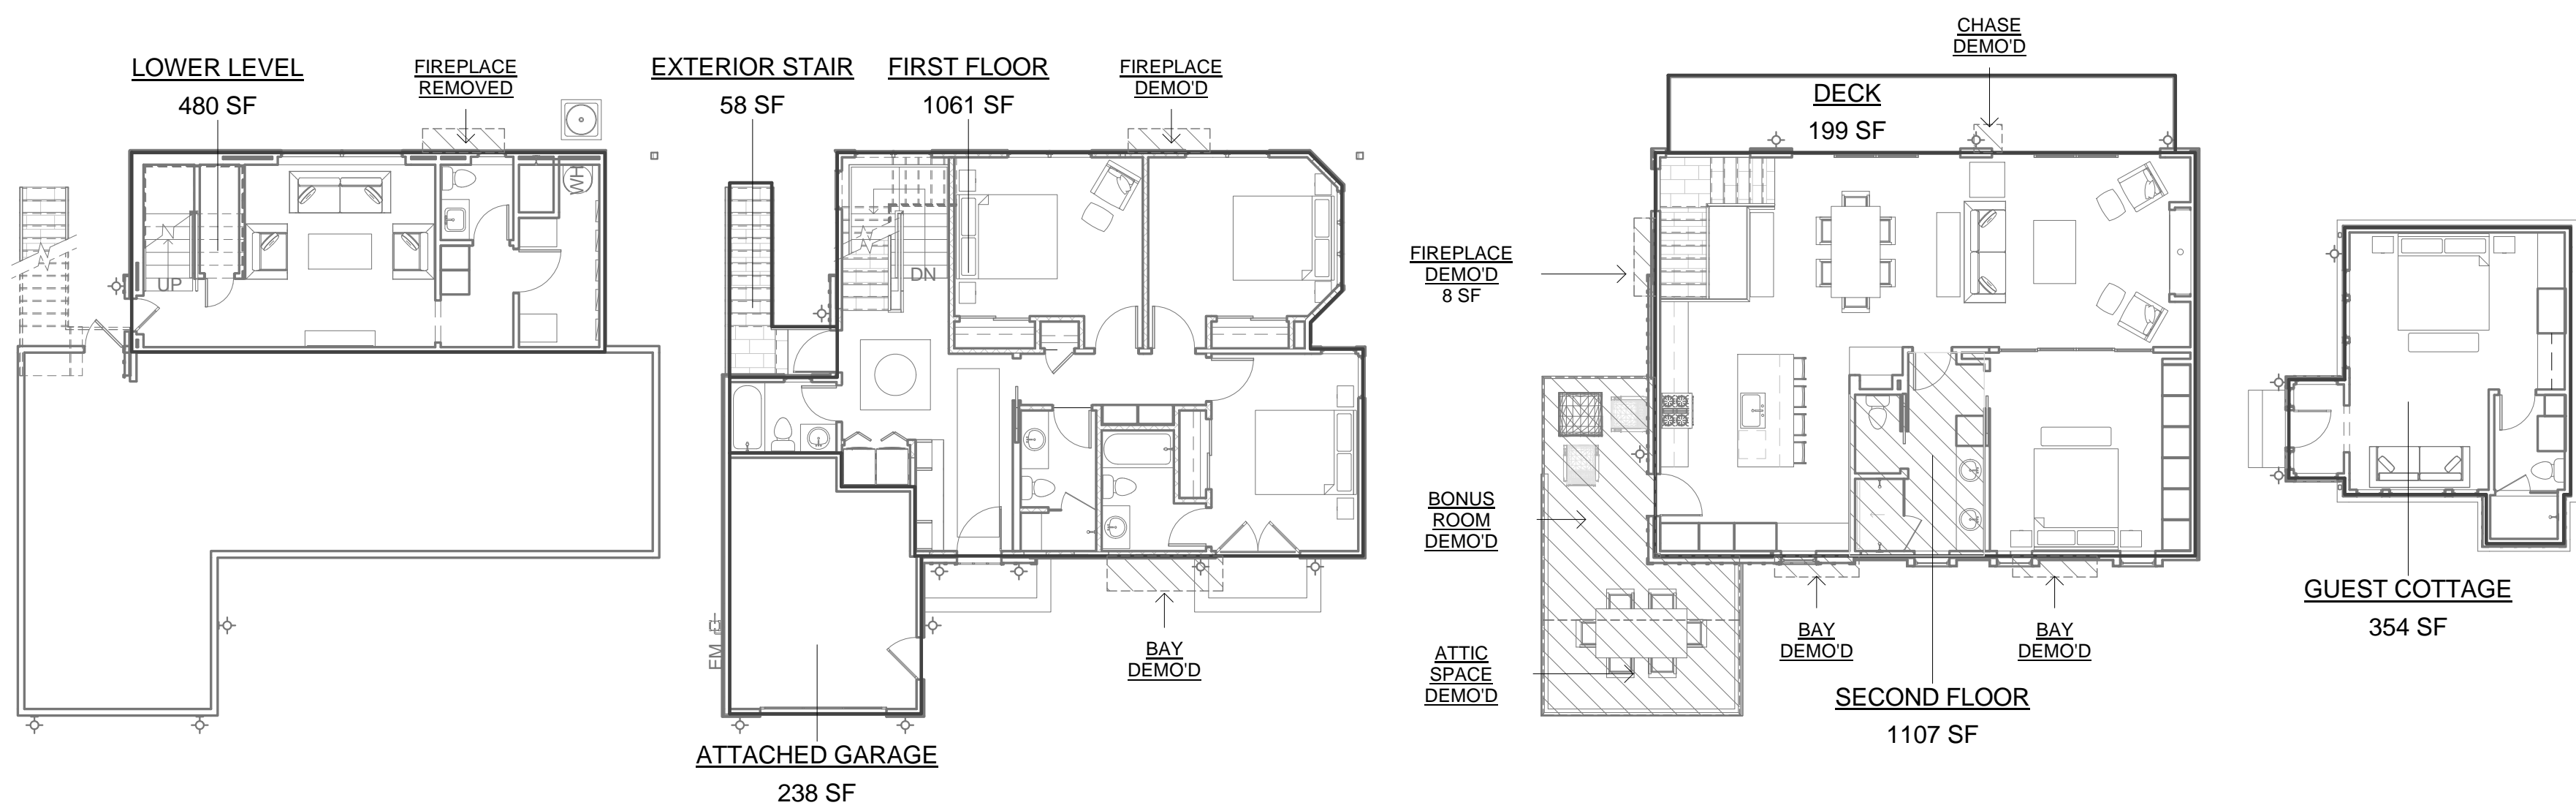 LOWER LEVEL
480 SF
FIREPLACE
REMOVED
UP
WH
EXTERIOR STAIR
58 SF
FIRST FLOOR
1061 SF
FIREPLACE
DEMO'D
DN
EM
BAY
DEMO'D
ATTACHED GARAGE
238 SF
CHASE
DEMO'D
DECK
199 SF
FIREPLACE
DEMO'D
8 SF
BONUS
ROOM
DEMO'D
ATTIC
SPACE
DEMO'D
BAY
DEMO'D
BAY
DEMO'D
SECOND FLOOR
1107 SF
GUEST COTTAGE
354 SF